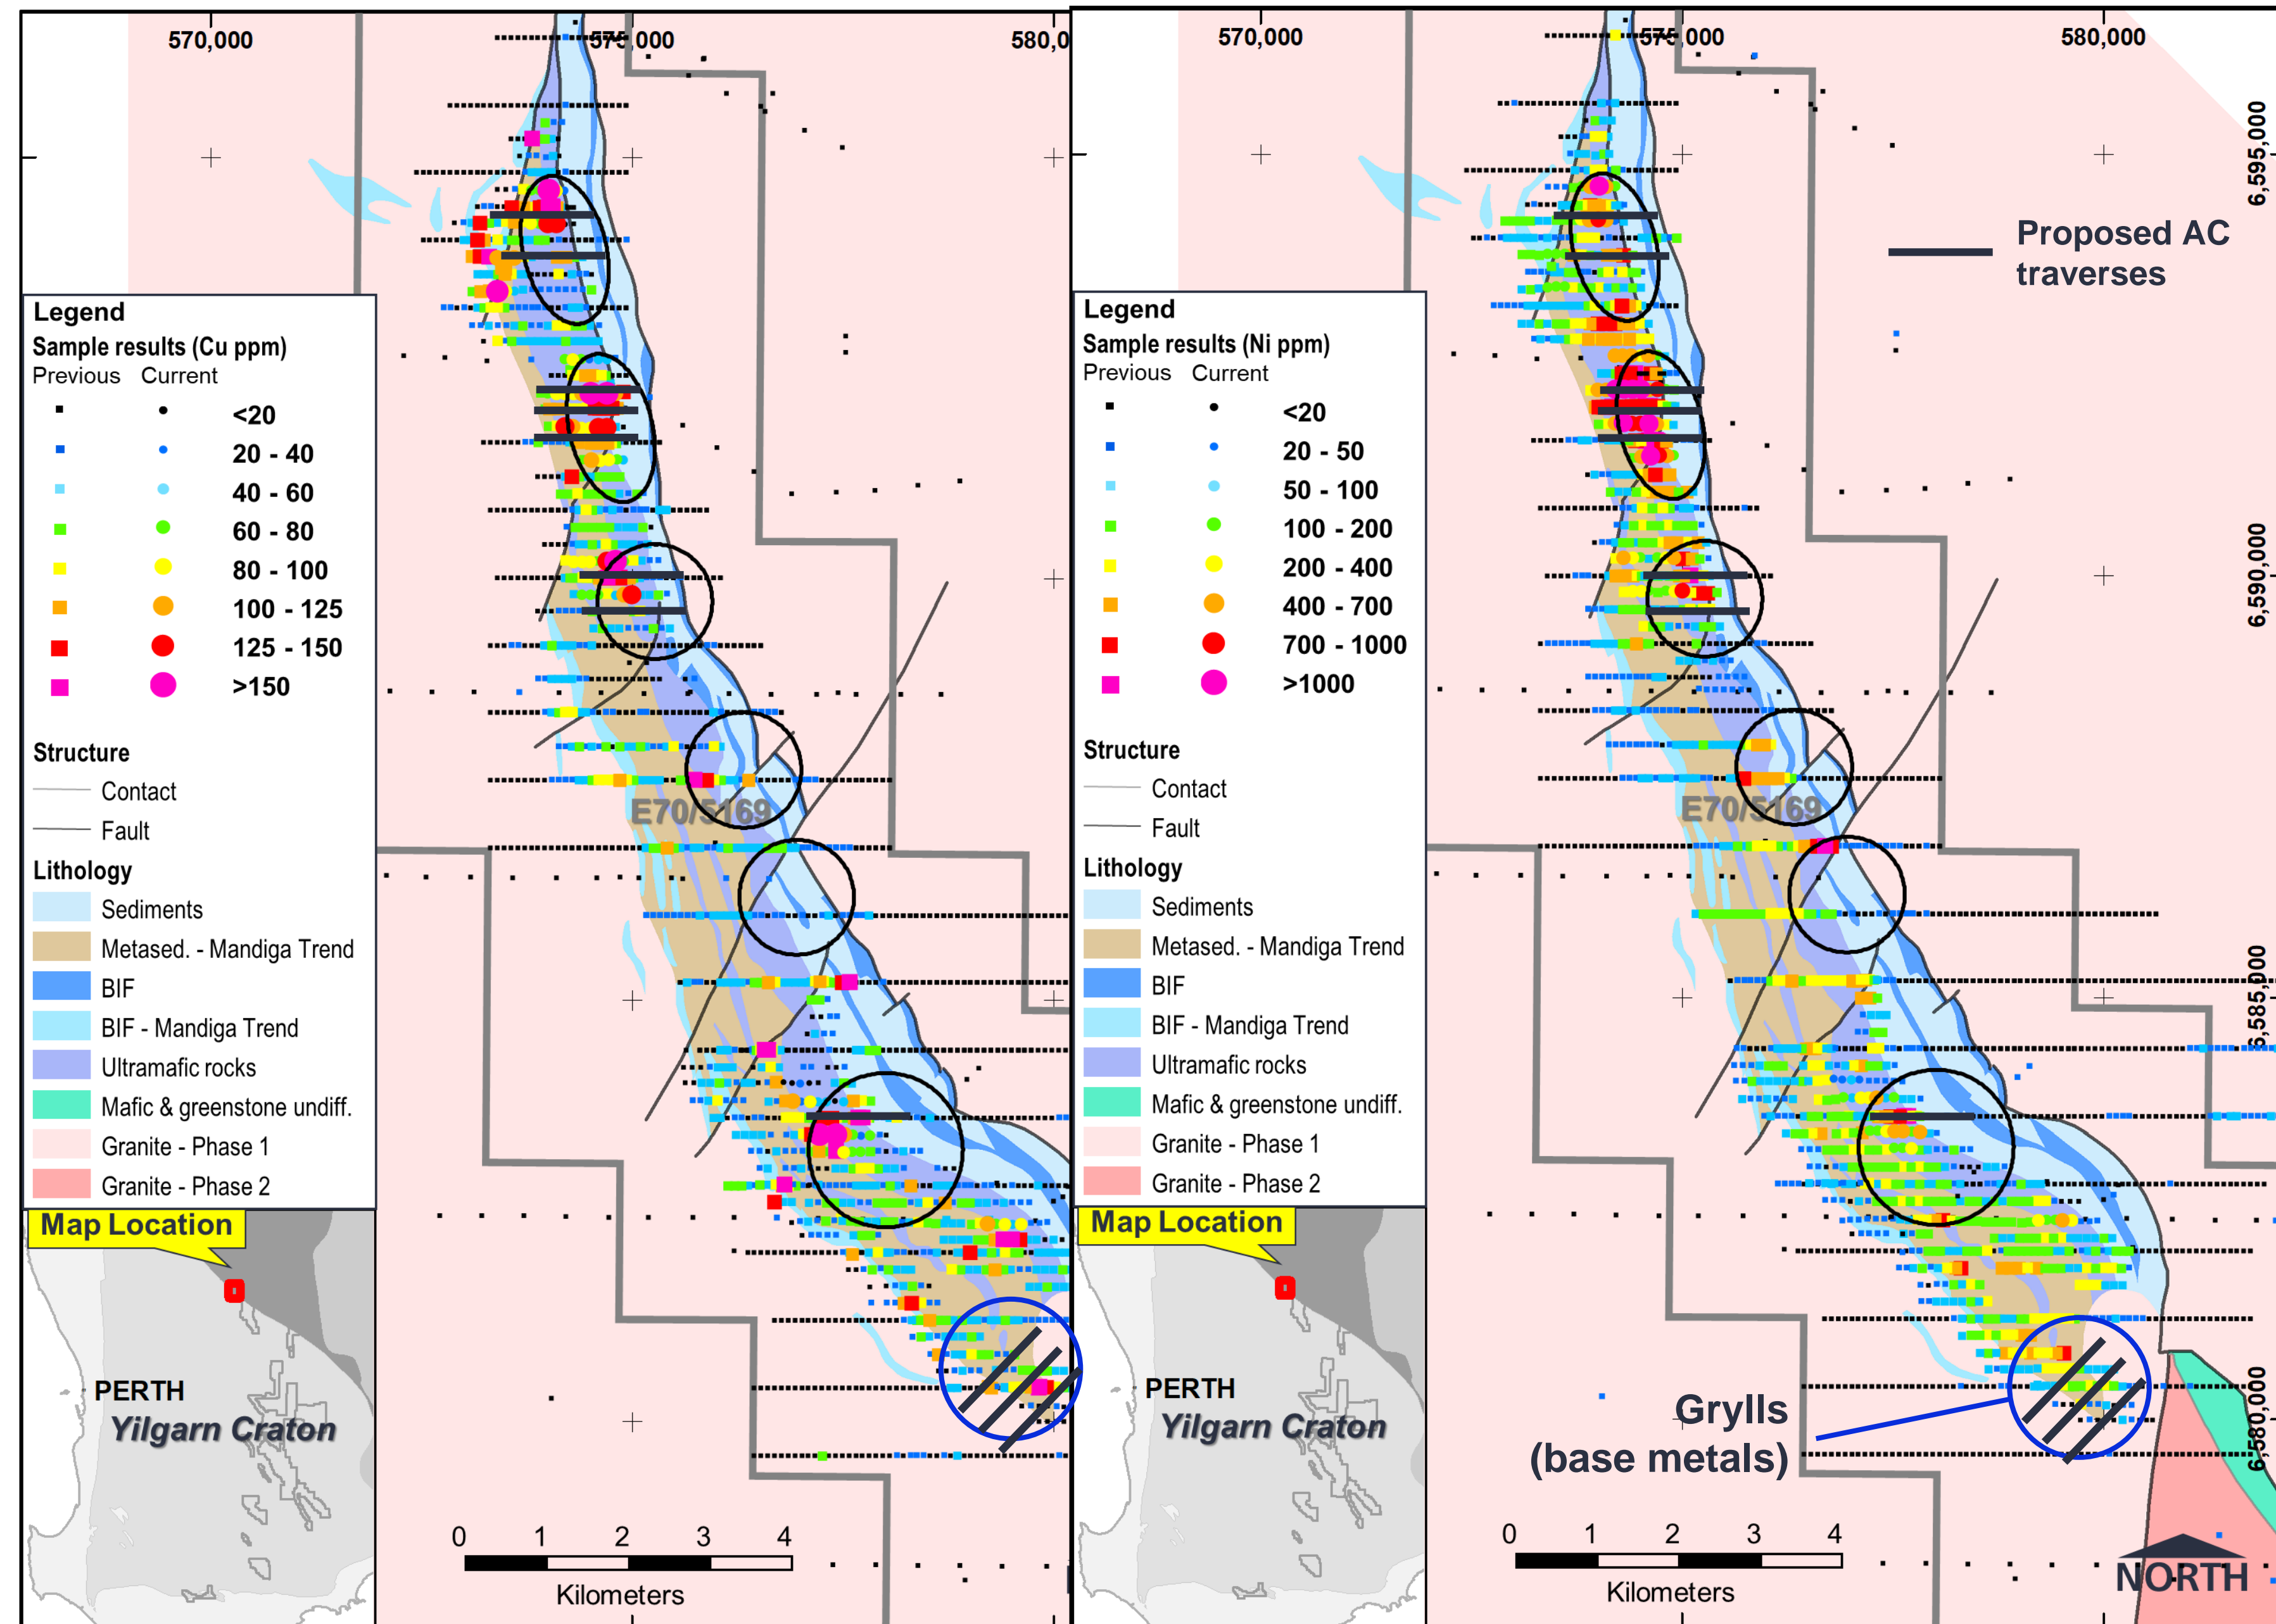 570,000
575,000
580,0
Legend
Sample results (Cu ppm)
Previous Current
<20
20 - 40
40 - 60
60 - 80
80 - 100
100 - 125
125 - 150
>150
Structure
Contact
Fault
Lithology
Sediments
Metased. - Mandiga Trend
BIF
BIF - Mandiga Trend
Ultramafic rocks
Mafic & greenstone undiff.
Granite - Phase 1
Granite - Phase 2
E70/5169
Map Location
PERTH
Yilgarn Craton
0 1 2 3 4
Kilometers
570,000
575,000
580,000
6,595,000
6,590,000
6,585,000
6,580,000
Proposed AC
traverses
Legend
Sample results (Ni ppm)
Previous Current
<20
20 - 50
50 - 100
100 - 200
200 - 400
400 - 700
700 - 1000
>1000
Structure
Contact
Fault
Lithology
Sediments
Metased. - Mandiga Trend
BIF
BIF - Mandiga Trend
Ultramafic rocks
Mafic & greenstone undiff.
Granite - Phase 1
Granite - Phase 2
E70/5169
Map Location
PERTH
Yilgarn Craton
Grylls
(base metals)
0 1 2 3 4
Kilometers
NORTH